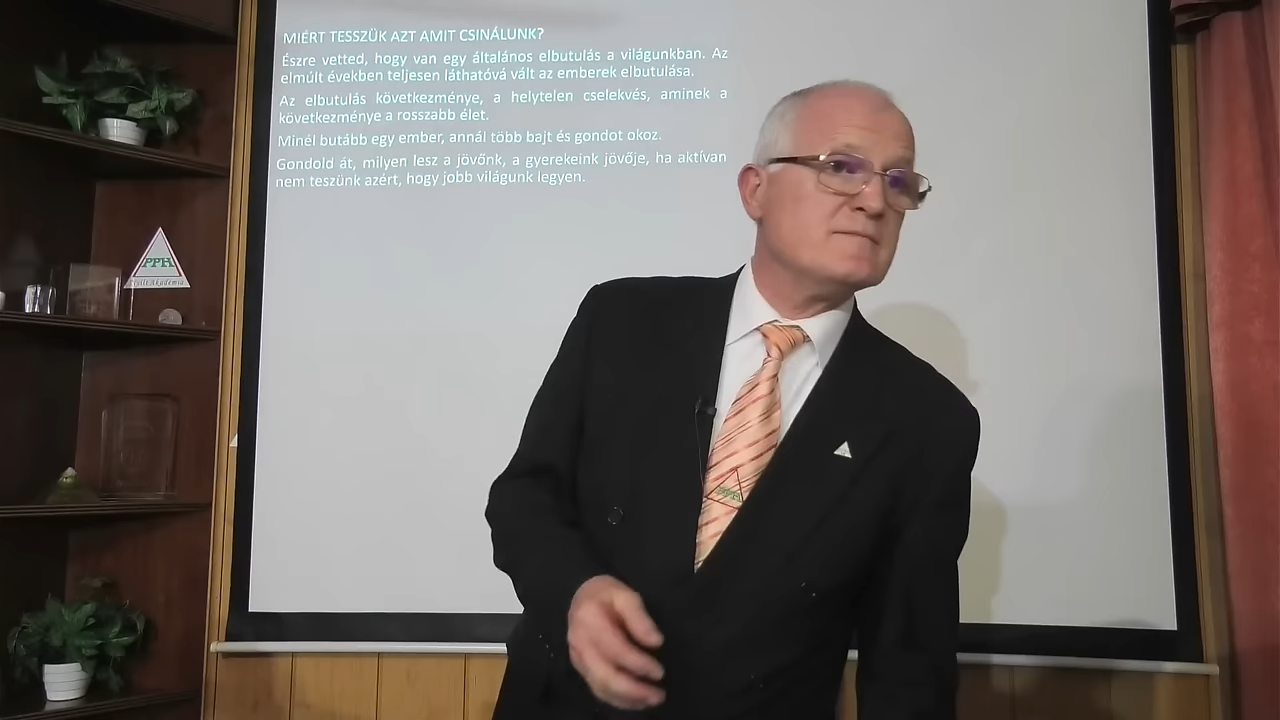 MIÉRT TESSZÜK AZT AMIT CSINÁLUNK?
Észre vetted, hogy van egy általános elbutulás a világunkban. Az
elmúlt években teljesen láthatóvá vált az emberek elbutulása.
Az elbutulás következménye, a helytelen cselekvés, aminek a
következménye a rosszabb élet.
Minél butább egy ember, annál több bajt és gondot okoz.
Gondold át, milyen lesz a jövőnk, a gyerekeink jövője, ha aktívan
nem teszünk azért, hogy jobb világunk legyen.
PPH
Nyílt Akadémia
PPH